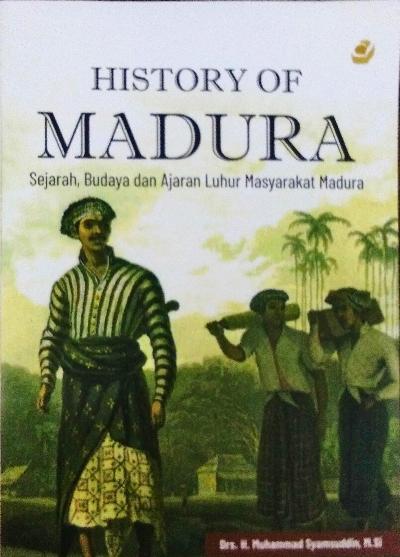 HISTORY OF
MADURA
Sejarah, Budaya dan Ajaran Luhur Masyarakat Madura
Drs. H. Muhammad Syamsuddin, M.Si